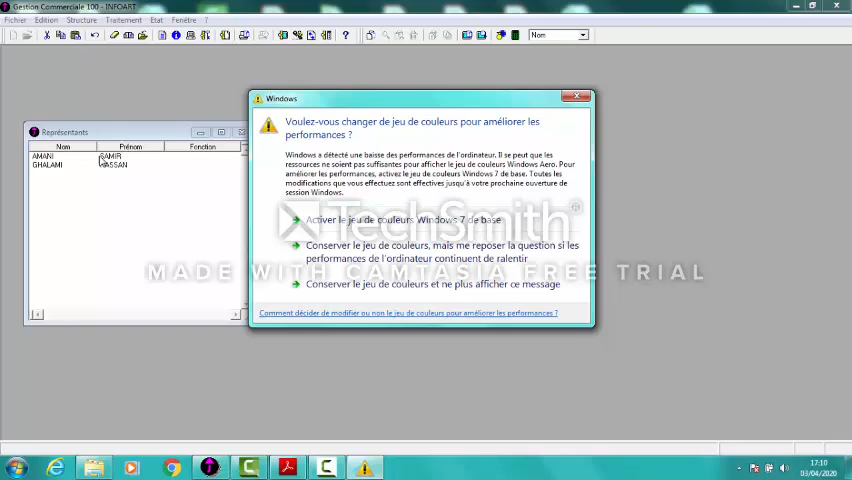 Gestion Commerciale 100 - INFOART
Fichier Edition Structure Traitement Etat Fenêtre ?
Nom
Représentants
Nom Prénom Fonction
AMANI SAMIR
GHALAMI HASSAN
Windows
Voulez-vous changer de jeu de couleurs pour améliorer les
performances ?
Windows a détecté une baisse des performances de l'ordinateur. Il se peut que les
ressources ne soient pas suffisantes pour afficher le jeu de couleurs Windows Aero. Pour
améliorer les performances, activez le jeu de couleurs Windows 7 de base. Toutes les
modifications que vous effectuez sont effectives jusqu'à votre prochaine ouverture de
session Windows.
Activer le jeu de couleurs Windows 7 de base
TechSmith®
Conserver le jeu de couleurs, mais me reposer la question si les
performances de l'ordinateur continuent de ralentir
MADE WITH CAMTASIA FREE TRIAL
Conserver le jeu de couleurs et ne plus afficher ce message
Comment décider de modifier ou non le jeu de couleurs pour améliorer les performances ?
17:10
03/04/2020